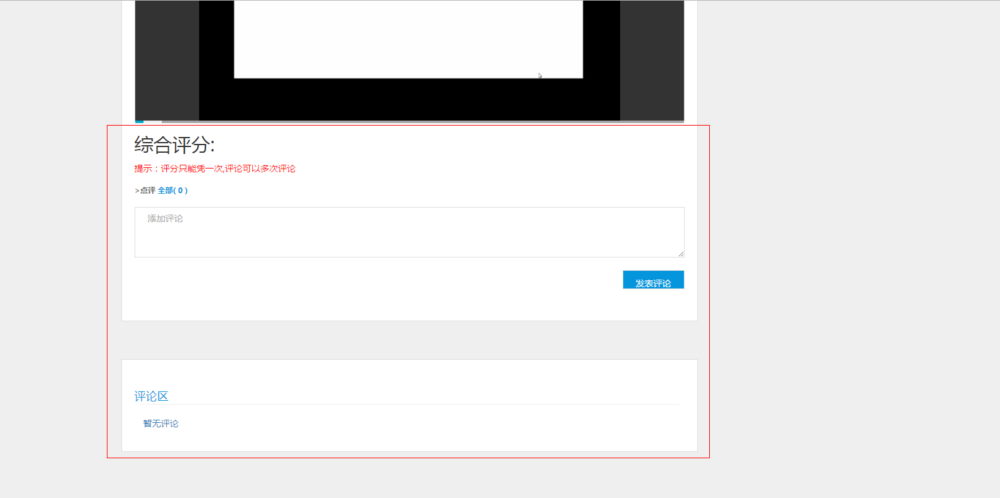 综合评分:
提示：评分只能凭一次,评论可以多次评论
>点评 全部( 0 )
添加评论
发表评论
评论区
暂无评论